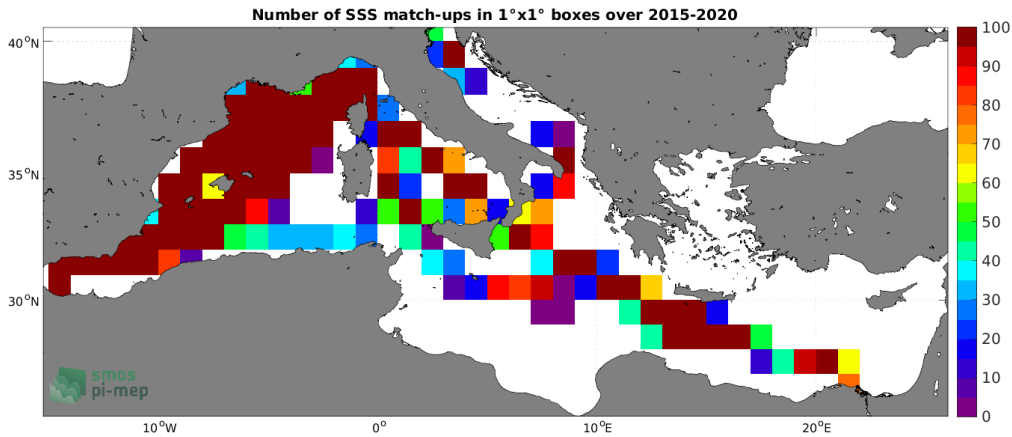 Number of SSS match-ups in 1°x1° boxes over 2015-2020
40°N
35°N
30°N
10°W
0°
10°E
20°E
100
90
80
70
60
50
40
30
20
10
0
smos
pi-mep